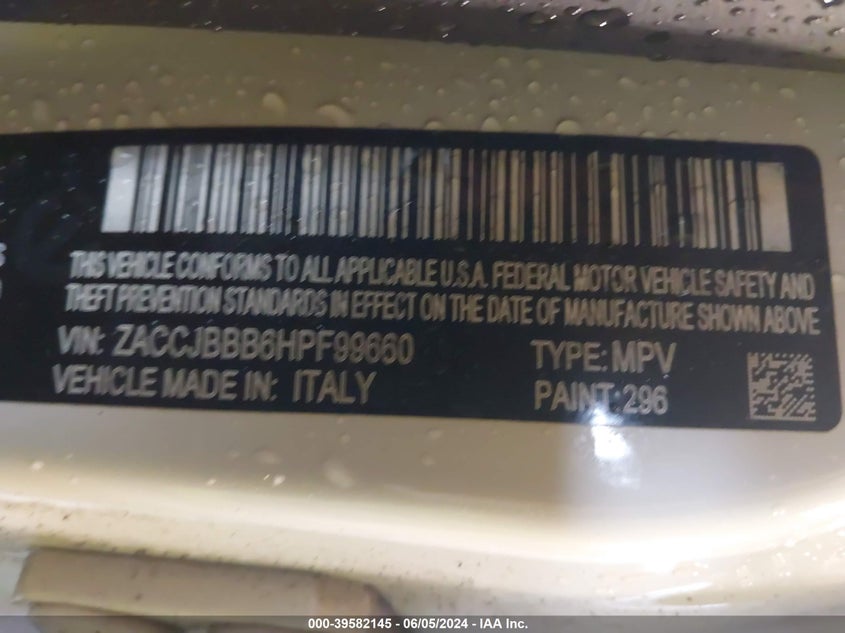 THIS VEHICLE CONFORMS TO ALL APPLICABLE U.S.A. FEDERAL MOTOR VEHICLE SAFETY AND
THEFT PREVENTION STANDARDS IN EFFECT ON THE DATE OF MANUFACTURE SHOWN ABOVE
VIN: ZACCJBBB6HPF99660 TYPE: MPV
VEHICLE MADE IN: ITALY PAINT: 296
000-39582145 - 06/05/2024 - IAA Inc.